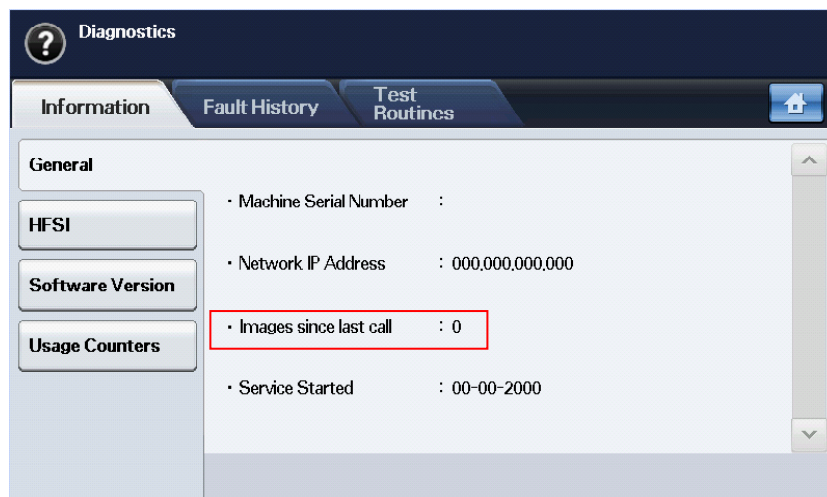 ?
Diagnostics
Information
Fault History
Test
Routines
General
HFSI
Software Version
Usage Counters
· Machine Serial Number :
· Network IP Address : 000,000,000,000
· Images since last call : 0
· Service Started : 00-00-2000